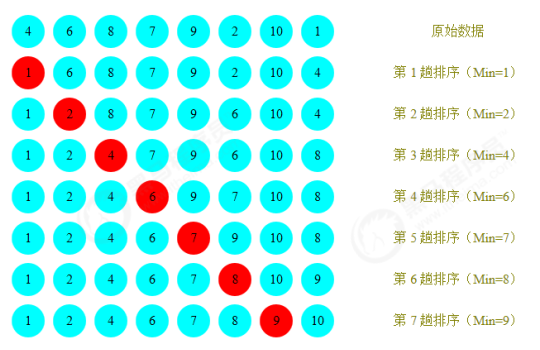 4 6 8 7 9 2 10 1 原始数据
1 6 8 7 9 2 10 4 第 1 趟排序（Min=1）
1 2 8 7 9 6 10 4 第 2 趟排序（Min=2）
1 2 4 7 9 6 10 8 第 3 趟排序（Min=4）
1 2 4 6 9 7 10 8 第 4 趟排序（Min=6）
1 2 4 6 7 9 10 8 第 5 趟排序（Min=7）
1 2 4 6 7 8 10 9 第 6 趟排序（Min=8）
1 2 4 6 7 8 9 10 第 7 趟排序（Min=9）